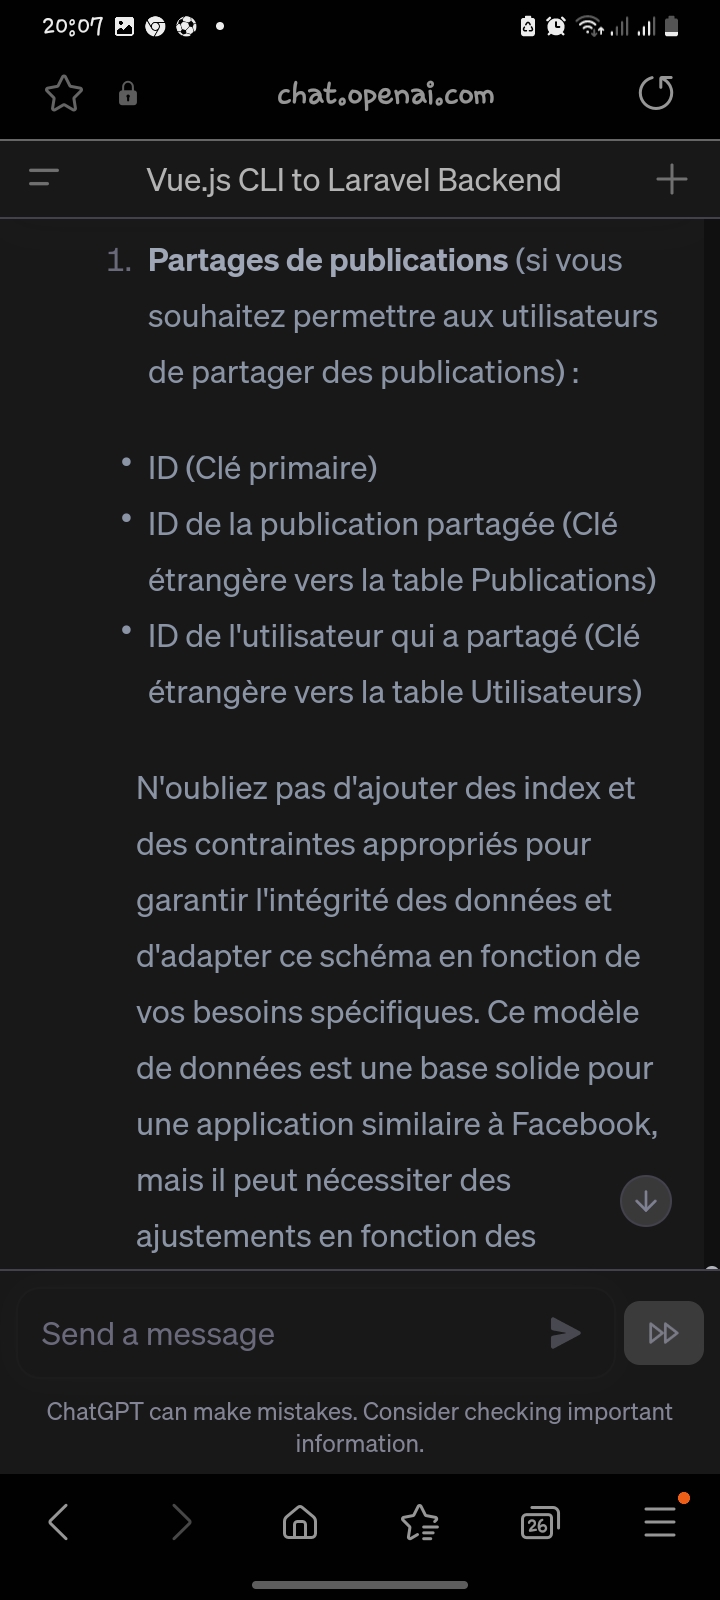 20:07
chat.openai.com
Vue.js CLI to Laravel Backend
1. Partages de publications (si vous
souhaitez permettre aux utilisateurs
de partager des publications) :
• ID (Clé primaire)
• ID de la publication partagée (Clé
étrangère vers la table Publications)
• ID de l'utilisateur qui a partagé (Clé
étrangère vers la table Utilisateurs)
N'oubliez pas d'ajouter des index et
des contraintes appropriés pour
garantir l'intégrité des données et
d'adapter ce schéma en fonction de
vos besoins spécifiques. Ce modèle
de données est une base solide pour
une application similaire à Facebook,
mais il peut nécessiter des
ajustements en fonction des
Send a message
ChatGPT can make mistakes. Consider checking important
information.
26